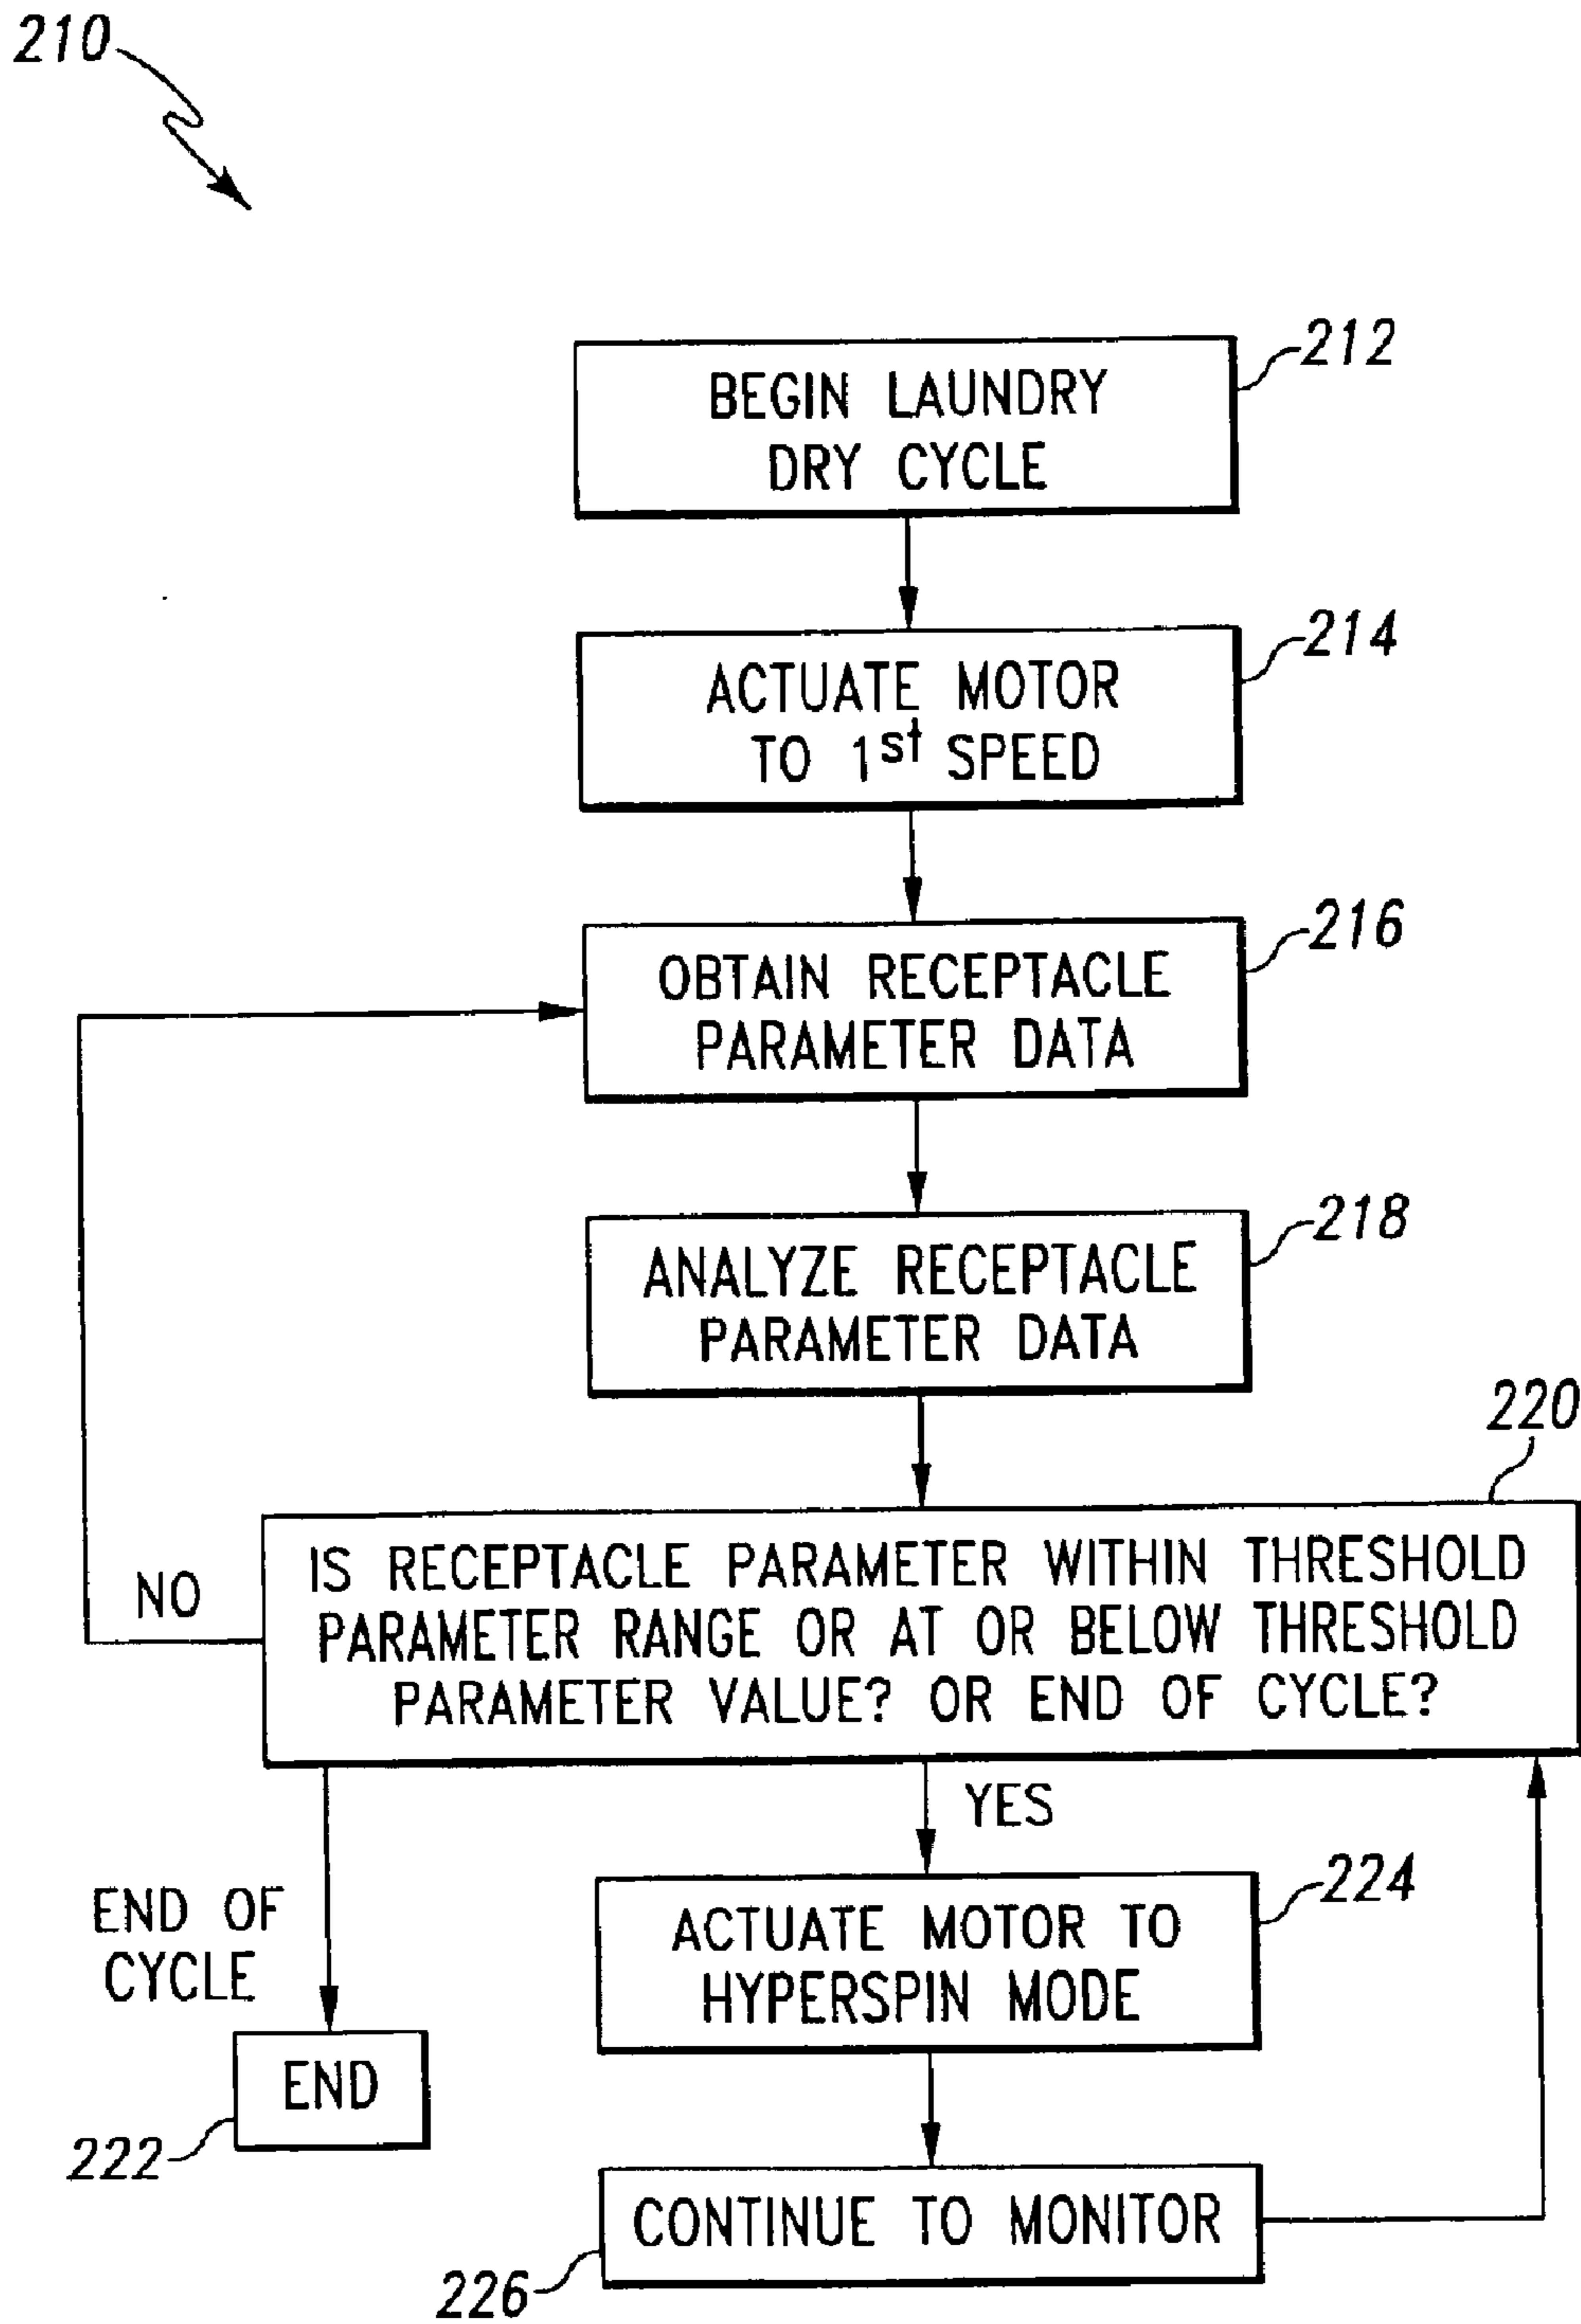 210
BEGIN LAUNDRY
DRY CYCLE
212
ACTUATE MOTOR
TO 1st SPEED
214
OBTAIN RECEPTACLE
PARAMETER DATA
216
ANALYZE RECEPTACLE
PARAMETER DATA
218
220
IS RECEPTACLE PARAMETER WITHIN THRESHOLD
PARAMETER RANGE OR AT OR BELOW THRESHOLD
PARAMETER VALUE? OR END OF CYCLE?
NO
YES
END OF
CYCLE
ACTUATE MOTOR TO
HYPERSPIN MODE
224
END
222
CONTINUE TO MONITOR
226